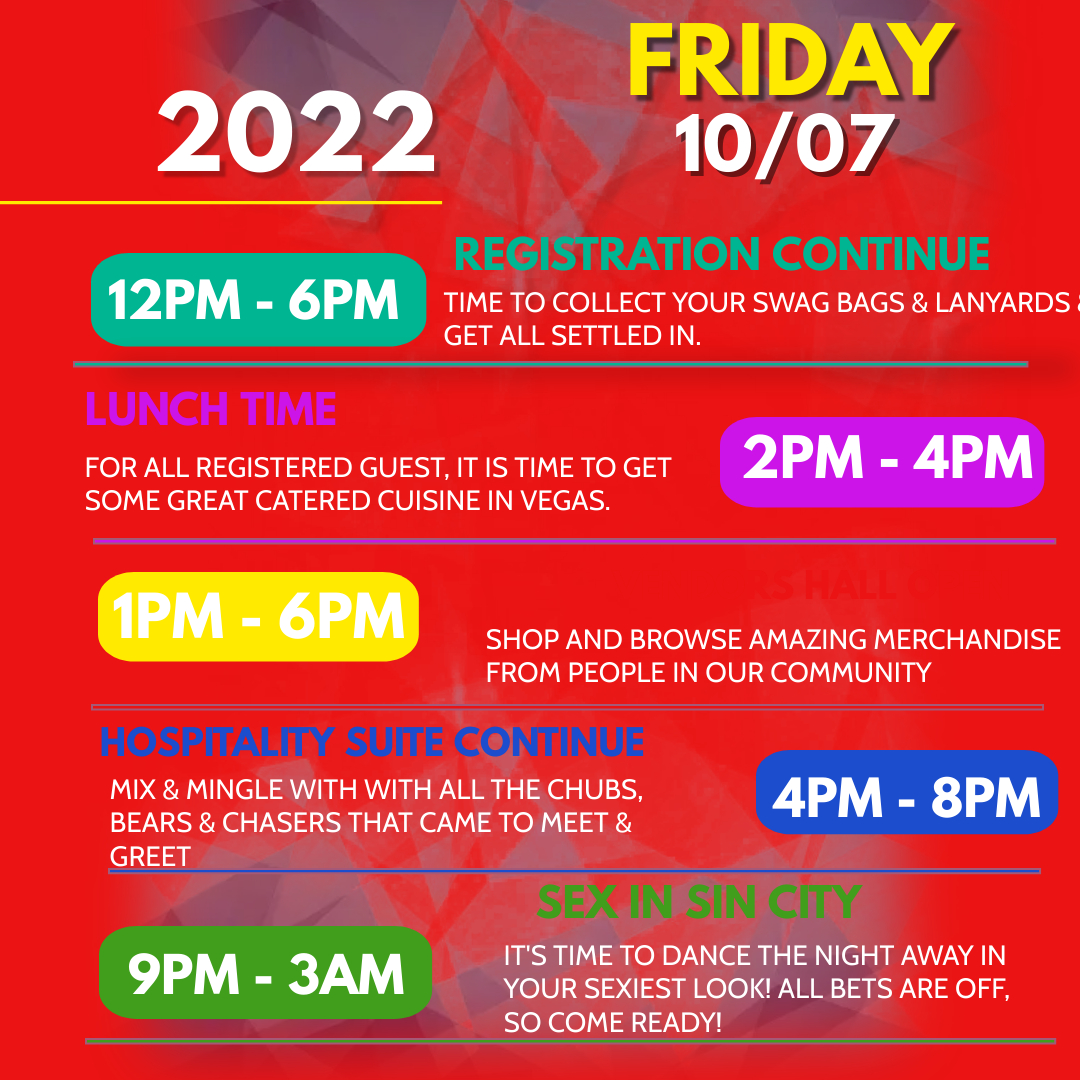 2022
FRIDAY
10/07
12PM - 6PM
REGISTRATION CONTINUE
TIME TO COLLECT YOUR SWAG BAGS & LANYARDS &
GET ALL SETTLED IN.
LUNCH TIME
FOR ALL REGISTERED GUEST, IT IS TIME TO GET
SOME GREAT CATERED CUISINE IN VEGAS.
2PM - 4PM
1PM - 6PM
HALL
SHOP AND BROWSE AMAZING MERCHANDISE
FROM PEOPLE IN OUR COMMUNITY
HOSPITALITY SUITE CONTINUE
MIX & MINGLE WITH WITH ALL THE CHUBS,
BEARS & CHASERS THAT CAME TO MEET &
GREET
4PM - 8PM
SEX IN SIN CITY
9PM - 3AM
IT'S TIME TO DANCE THE NIGHT AWAY IN
YOUR SEXIEST LOOK! ALL BETS ARE OFF,
SO COME READY!